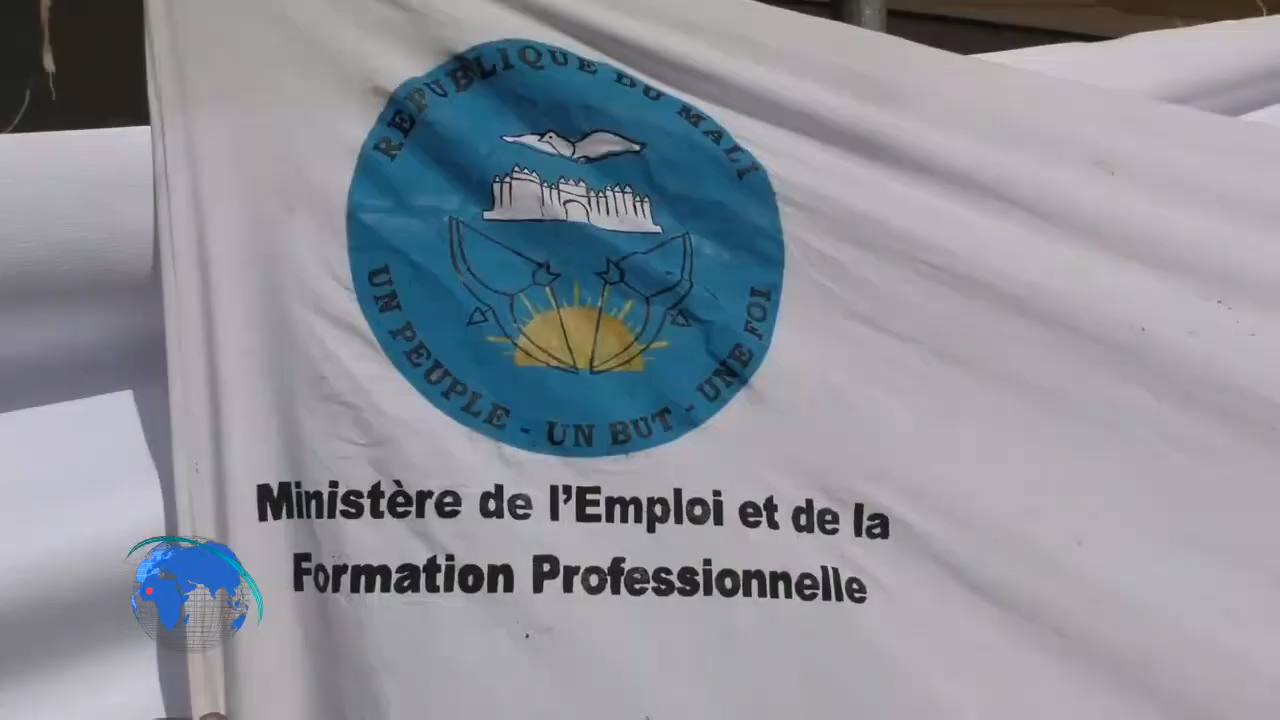 REPUBLIQUE DU MALI
UN PEUPLE - UN BUT - UNE FOI
Ministère de l'Emploi et de la
Formation Professionnelle